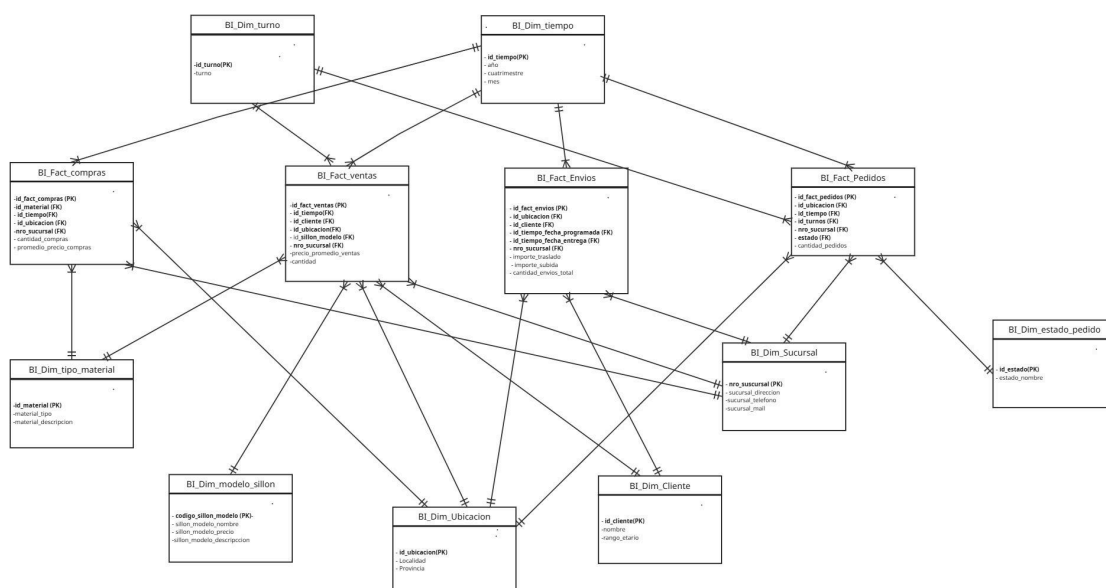 BI_Dim_turno
-id_turno(PK)
-turno
BI_Dim_tiempo
- id_tiempo(PK)
- año
- cuatrimestre
- mes
BI_Fact_compras
-id_fact_compras (PK)
-id_material (FK)
- id_tiempo(FK)
- id_ubicacion (FK)
-nro_sucursal (FK)
- cantidad_compras
- promedio_precio_compras
BI_Fact_ventas
-id_fact_ventas (PK)
- id_tiempo(FK)
- id_cliente (FK)
- id_ubicacion(FK)
- id_sillon_modelo (FK)
- nro_sucursal (FK)
-precio_promedio_ventas
-cantidad
BI_Fact_Envios
- id_fact_envios (PK)
- id_ubicacion (FK)
- id_cliente (FK)
- id_tiempo_fecha_programada (FK)
- id_tiempo_fecha_entrega (FK)
- nro_sucursal (FK)
- importe_traslado
- importe_subida
- cantidad_envios_total
BI_Fact_Pedidos
- id_fact_pedidos (PK)
- id_ubicacion (FK)
- id_tiempo (FK)
- id_turnos (FK)
- nro_sucursal (FK)
- estado (FK)
- cantidad_pedidos
BI_Dim_tipo_material
-id_material (PK)
-material_tipo
-material_descripcion
BI_Dim_Sucursal
- nro_suscursal (PK)
- sucursal_direccion
-sucursal_telefono
-sucursal_mail
BI_Dim_estado_pedido
- id_estado(PK)
- estado_nombre
BI_Dim_modelo_sillon
- codigo_sillon_modelo (PK)-
- sillon_modelo_nombre
- sillon_modelo_precio
-sillon_modelo_descripccion
BI_Dim_Ubicacion
- id_ubicacion(PK)
- Localidad
- Provincia
BI_Dim_Cliente
- id_cliente(PK)
-nombre
-rango_etario